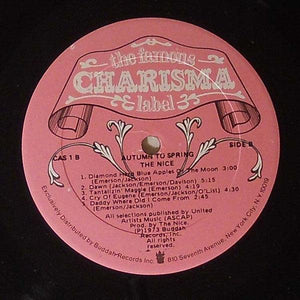 the famous
CHARISMA
label
CAS 1 B
AUTUMN TO SPRING
SIDE B
THE NICE
1. Diamond Hard Blue Apples Of The Moon 3:00
(Emerson/Jackson)
2. Dawn (Jackson/Emerson/Davison) 5:15
3. Tantalizing Maggie (Emerson/Jackson) 4:30
4. Cry Of Eugene (Emerson/Jackson/O'List) 4:30
5. Daddy Where Did I Come From 2:45
(Emerson/Jackson)
All selections published by United
Artists Music (ASCAP)
Prod. by The Nice.
(P)1973 Buddah
Records, Inc.
All rights
reserved.
Exclusively Distributed by Buddah Records Inc. 810 Seventh Avenue, New York City, N.Y. 10019